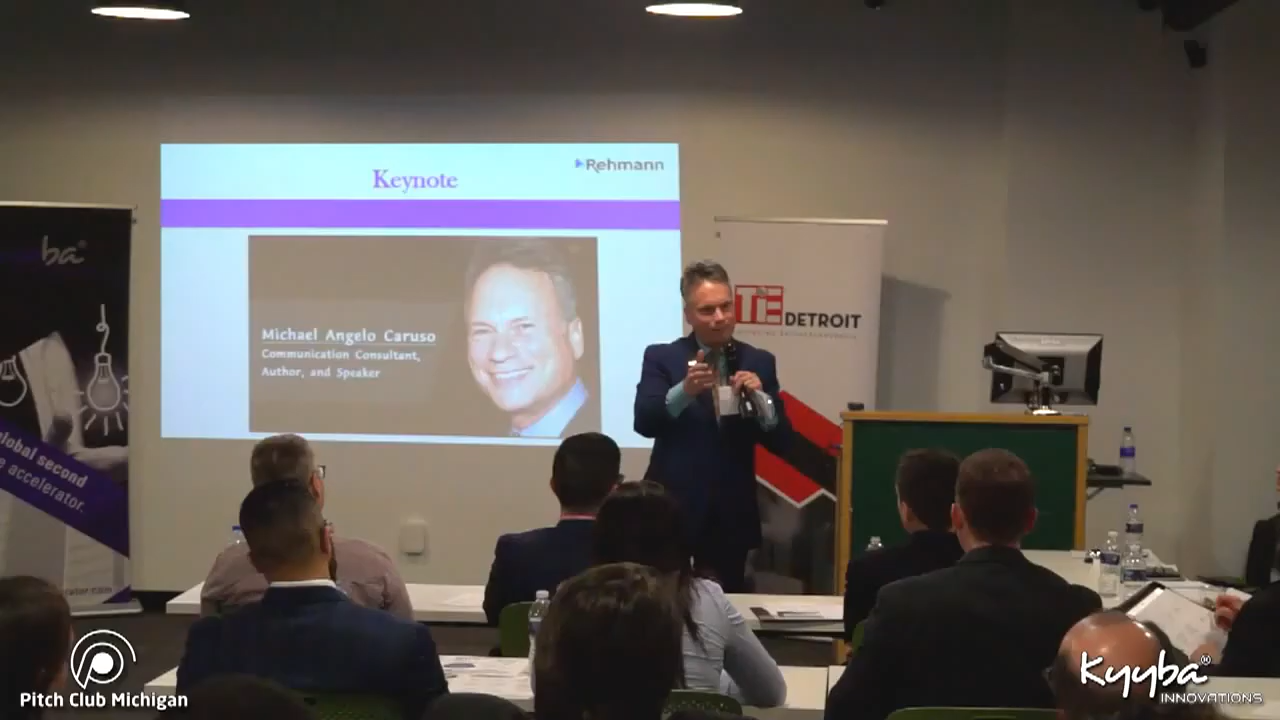 Rehmann
Keynote
Michael Angelo Caruso
Communication Consultant,
Author, and Speaker
ba®
TiE
DETROIT
global second
accelerator.
Pitch Club Michigan
Kyyba®
INNOVATIONS